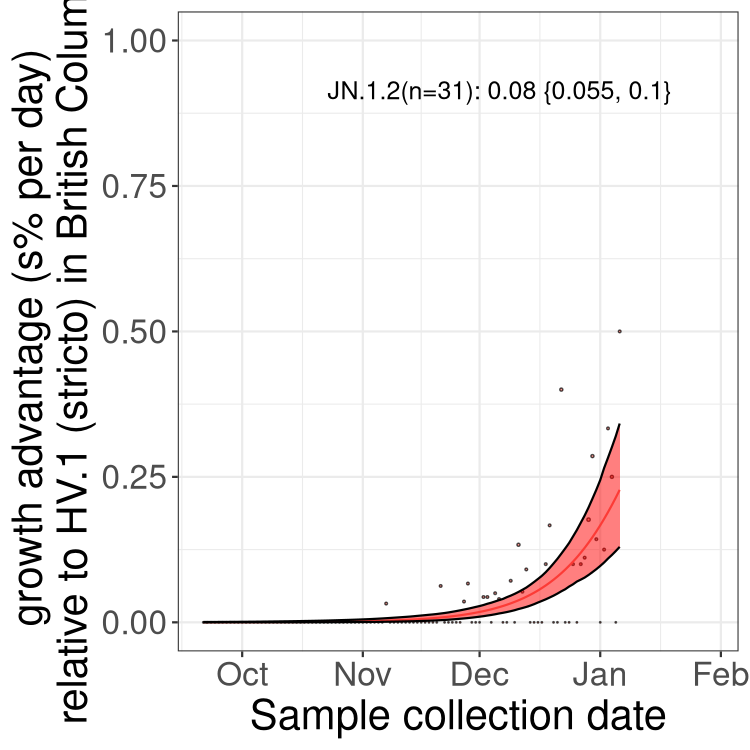 growth advantage (s% per day)
relative to HV.1 (stricto) in British Colum
1.00
JN.1.2(n=31): 0.08 {0.055, 0.1}
0.75
0.50
0.25
0.00
Oct Nov Dec Jan Feb
Sample collection date